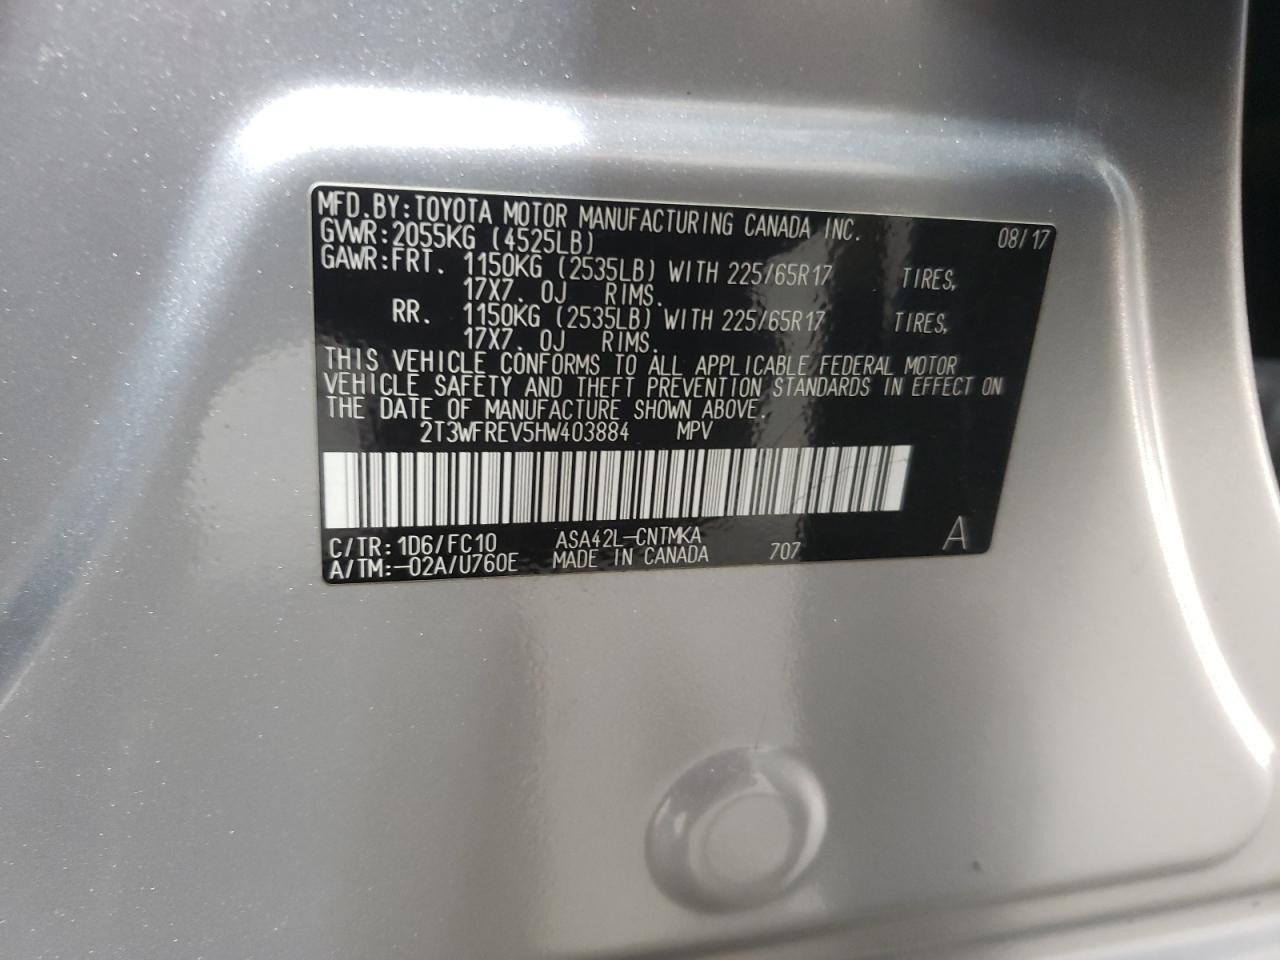 MFD.BY:TOYOTA MOTOR MANUFACTURING CANADA INC. 08/17
GVWR:2055KG (4525LB)
GAWR:FRT. 1150KG (2535LB) WITH 225/65R17 TIRES,
17X7.0J RIMS.
RR. 1150KG (2535LB) WITH 225/65R17 TIRES,
17X7.0J RIMS.
THIS VEHICLE CONFORMS TO ALL APPLICABLE FEDERAL MOTOR
VEHICLE SAFETY AND THEFT PREVENTION STANDARDS IN EFFECT ON
THE DATE OF MANUFACTURE SHOWN ABOVE.
2T3WFREV5HW403884 MPV
C/TR:1D6/FC10 ASA42L-CNTMKA
A/TM:-02A/U760E MADE IN CANADA 707 A